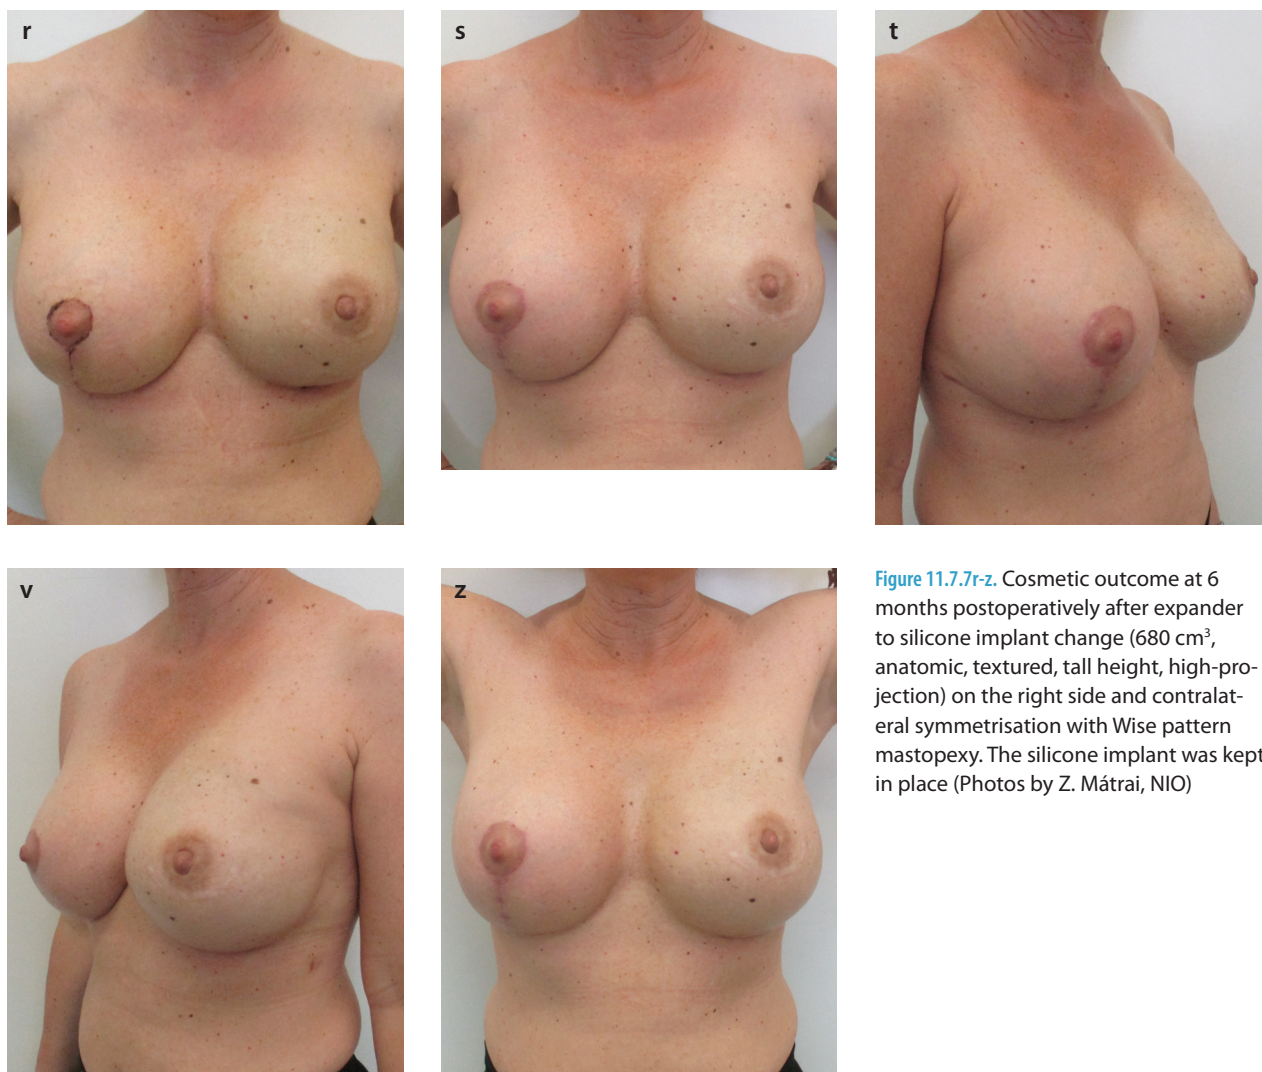 r
s
t
v
z
Figure 11.7.7r-z. Cosmetic outcome at 6
months postoperatively after expander
to silicone implant change (680 cm³,
anatomic, textured, tall height, high-pro-
jection) on the right side and contralat-
eral symmetrisation with Wise pattern
mastopexy. The silicone implant was kept
in place (Photos by Z. Mátrai, NIO)